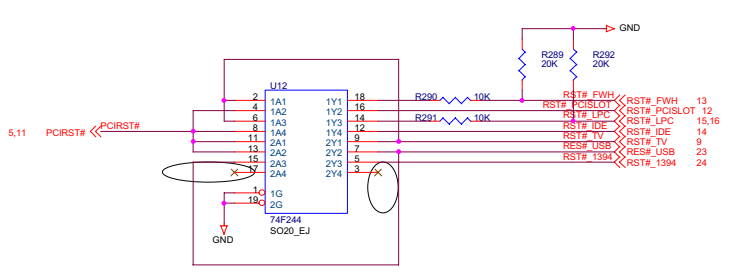 GND
R289
20K
R292
20K
U12
R290
10K
R291
10K
2
4
6
8
11
13
15
17
1
19
1A1
1A2
1A3
1A4
2A1
2A2
2A3
2A4
1G
2G
1Y1
1Y2
1Y3
1Y4
2Y1
2Y2
2Y3
2Y4
18
16
14
12
9
7
5
3
RST#_FWH
RST#_PCISLOT
RST#_LPC
RST#_IDE
RST#_TV
RES#_USB
RST#_1394
RST#_FWH 13
RST#_PCISLOT 12
RST#_LPC 15,16
RST#_IDE 14
RST#_TV 9
RES#_USB 23
RST#_1394 24
5,11 PCIRST# PCIRST#
74F244
SO20_EJ
GND